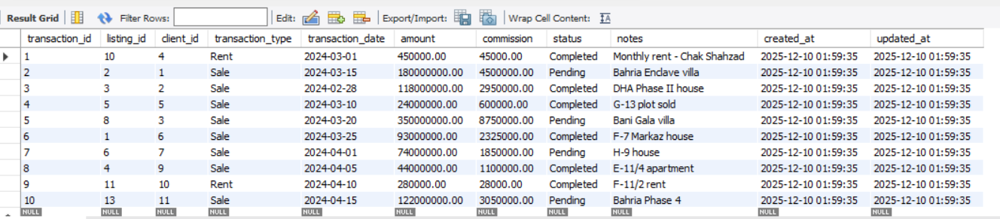 Result Grid Filter Rows: Edit: Export/Import: Wrap Cell Content: IA
transaction_id listing_id client_id transaction_type transaction_date amount commission status notes created_at updated_at
1 10 4 Rent 2024-03-01 450000.00 45000.00 Completed Monthly rent - Chak Shahzad 2025-12-10 01:59:35 2025-12-10 01:59:35
2 2 1 Sale 2024-03-15 180000000.00 4500000.00 Pending Bahria Enclave villa 2025-12-10 01:59:35 2025-12-10 01:59:35
3 3 2 Sale 2024-02-28 118000000.00 2950000.00 Completed DHA Phase II house 2025-12-10 01:59:35 2025-12-10 01:59:35
4 5 5 Sale 2024-03-10 24000000.00 600000.00 Completed G-13 plot sold 2025-12-10 01:59:35 2025-12-10 01:59:35
5 8 3 Sale 2024-03-20 350000000.00 8750000.00 Pending Bani Gala villa 2025-12-10 01:59:35 2025-12-10 01:59:35
6 1 6 Sale 2024-03-25 93000000.00 2325000.00 Completed F-7 Markaz house 2025-12-10 01:59:35 2025-12-10 01:59:35
7 6 7 Sale 2024-04-01 74000000.00 1850000.00 Pending H-9 house 2025-12-10 01:59:35 2025-12-10 01:59:35
8 4 9 Sale 2024-04-05 44000000.00 1100000.00 Completed E-11/4 apartment 2025-12-10 01:59:35 2025-12-10 01:59:35
9 11 10 Rent 2024-04-10 280000.00 28000.00 Completed F-11/2 rent 2025-12-10 01:59:35 2025-12-10 01:59:35
10 13 11 Sale 2024-04-15 122000000.00 3050000.00 Pending Bahria Phase 4 2025-12-10 01:59:35 2025-12-10 01:59:35
NULL NULL NULL NULL NULL NULL NULL NULL NULL NULL NULL